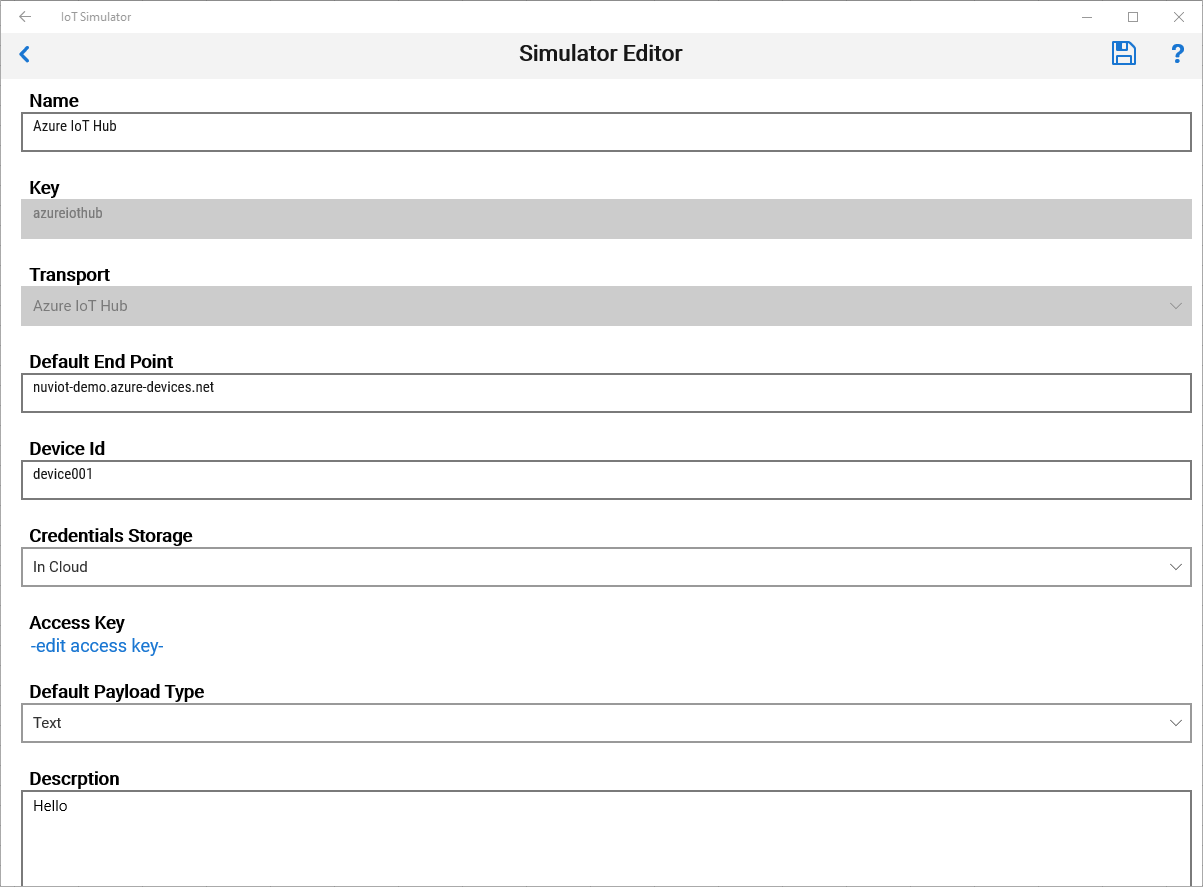 IoT Simulator
Simulator Editor
?
Name
Azure IoT Hub
Key
azureiothub
Transport
Azure IoT Hub
Default End Point
nuviot-demo.azure-devices.net
Device Id
device001
Credentials Storage
In Cloud
Access Key
-edit access key-
Default Payload Type
Text
Descrption
Hello